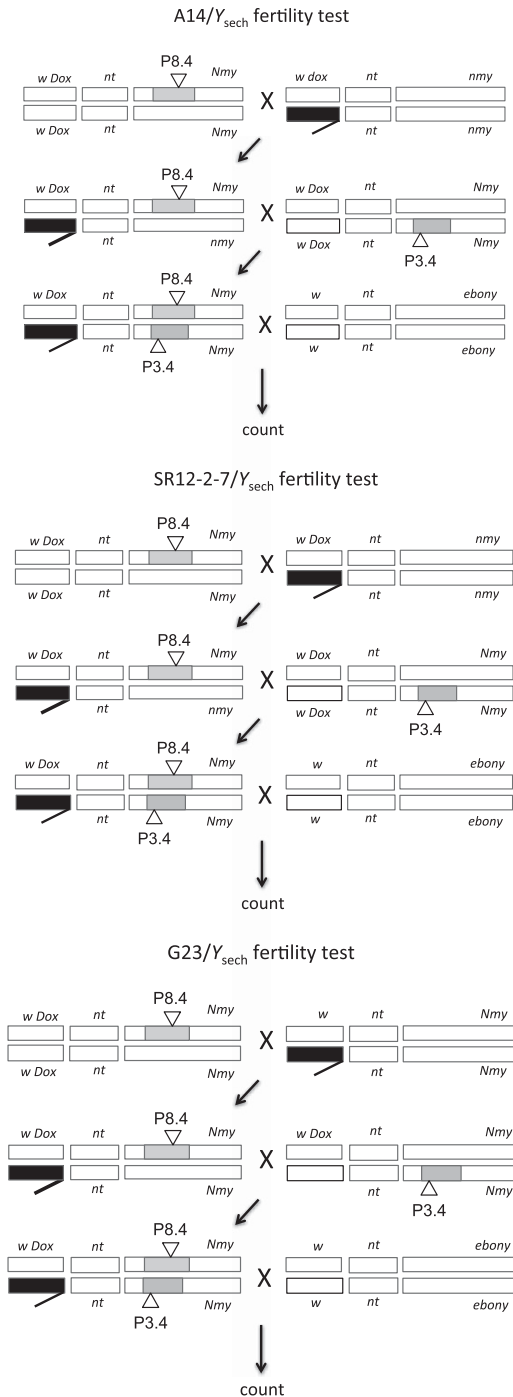 A14/Ysech fertility test
P8.4
w Dox nt Nmy w dox nt nmy
X
w Dox nt Nmy nt nmy
P8.4
w Dox nt Nmy w Dox nt Nmy
X
nt nmy w Dox nt Nmy
P3.4
P8.4
w Dox nt Nmy w nt ebony
X
nt Nmy w nt ebony
P3.4
count
SR12-2-7/Ysech fertility test
P8.4
w Dox nt Nmy w Dox nt nmy
X
w Dox nt Nmy nt nmy
P8.4
w Dox nt Nmy w Dox nt Nmy
X
nt nmy w Dox nt Nmy
P3.4
P8.4
w Dox nt Nmy w nt ebony
X
nt Nmy w nt ebony
P3.4
count
G23/Ysech fertility test
P8.4
w Dox nt Nmy w nt Nmy
X
w Dox nt Nmy nt Nmy
P8.4
w Dox nt Nmy w Dox nt Nmy
X
nt Nmy nt Nmy
P3.4
P8.4
w Dox nt Nmy w nt ebony
X
nt Nmy w nt ebony
P3.4
count